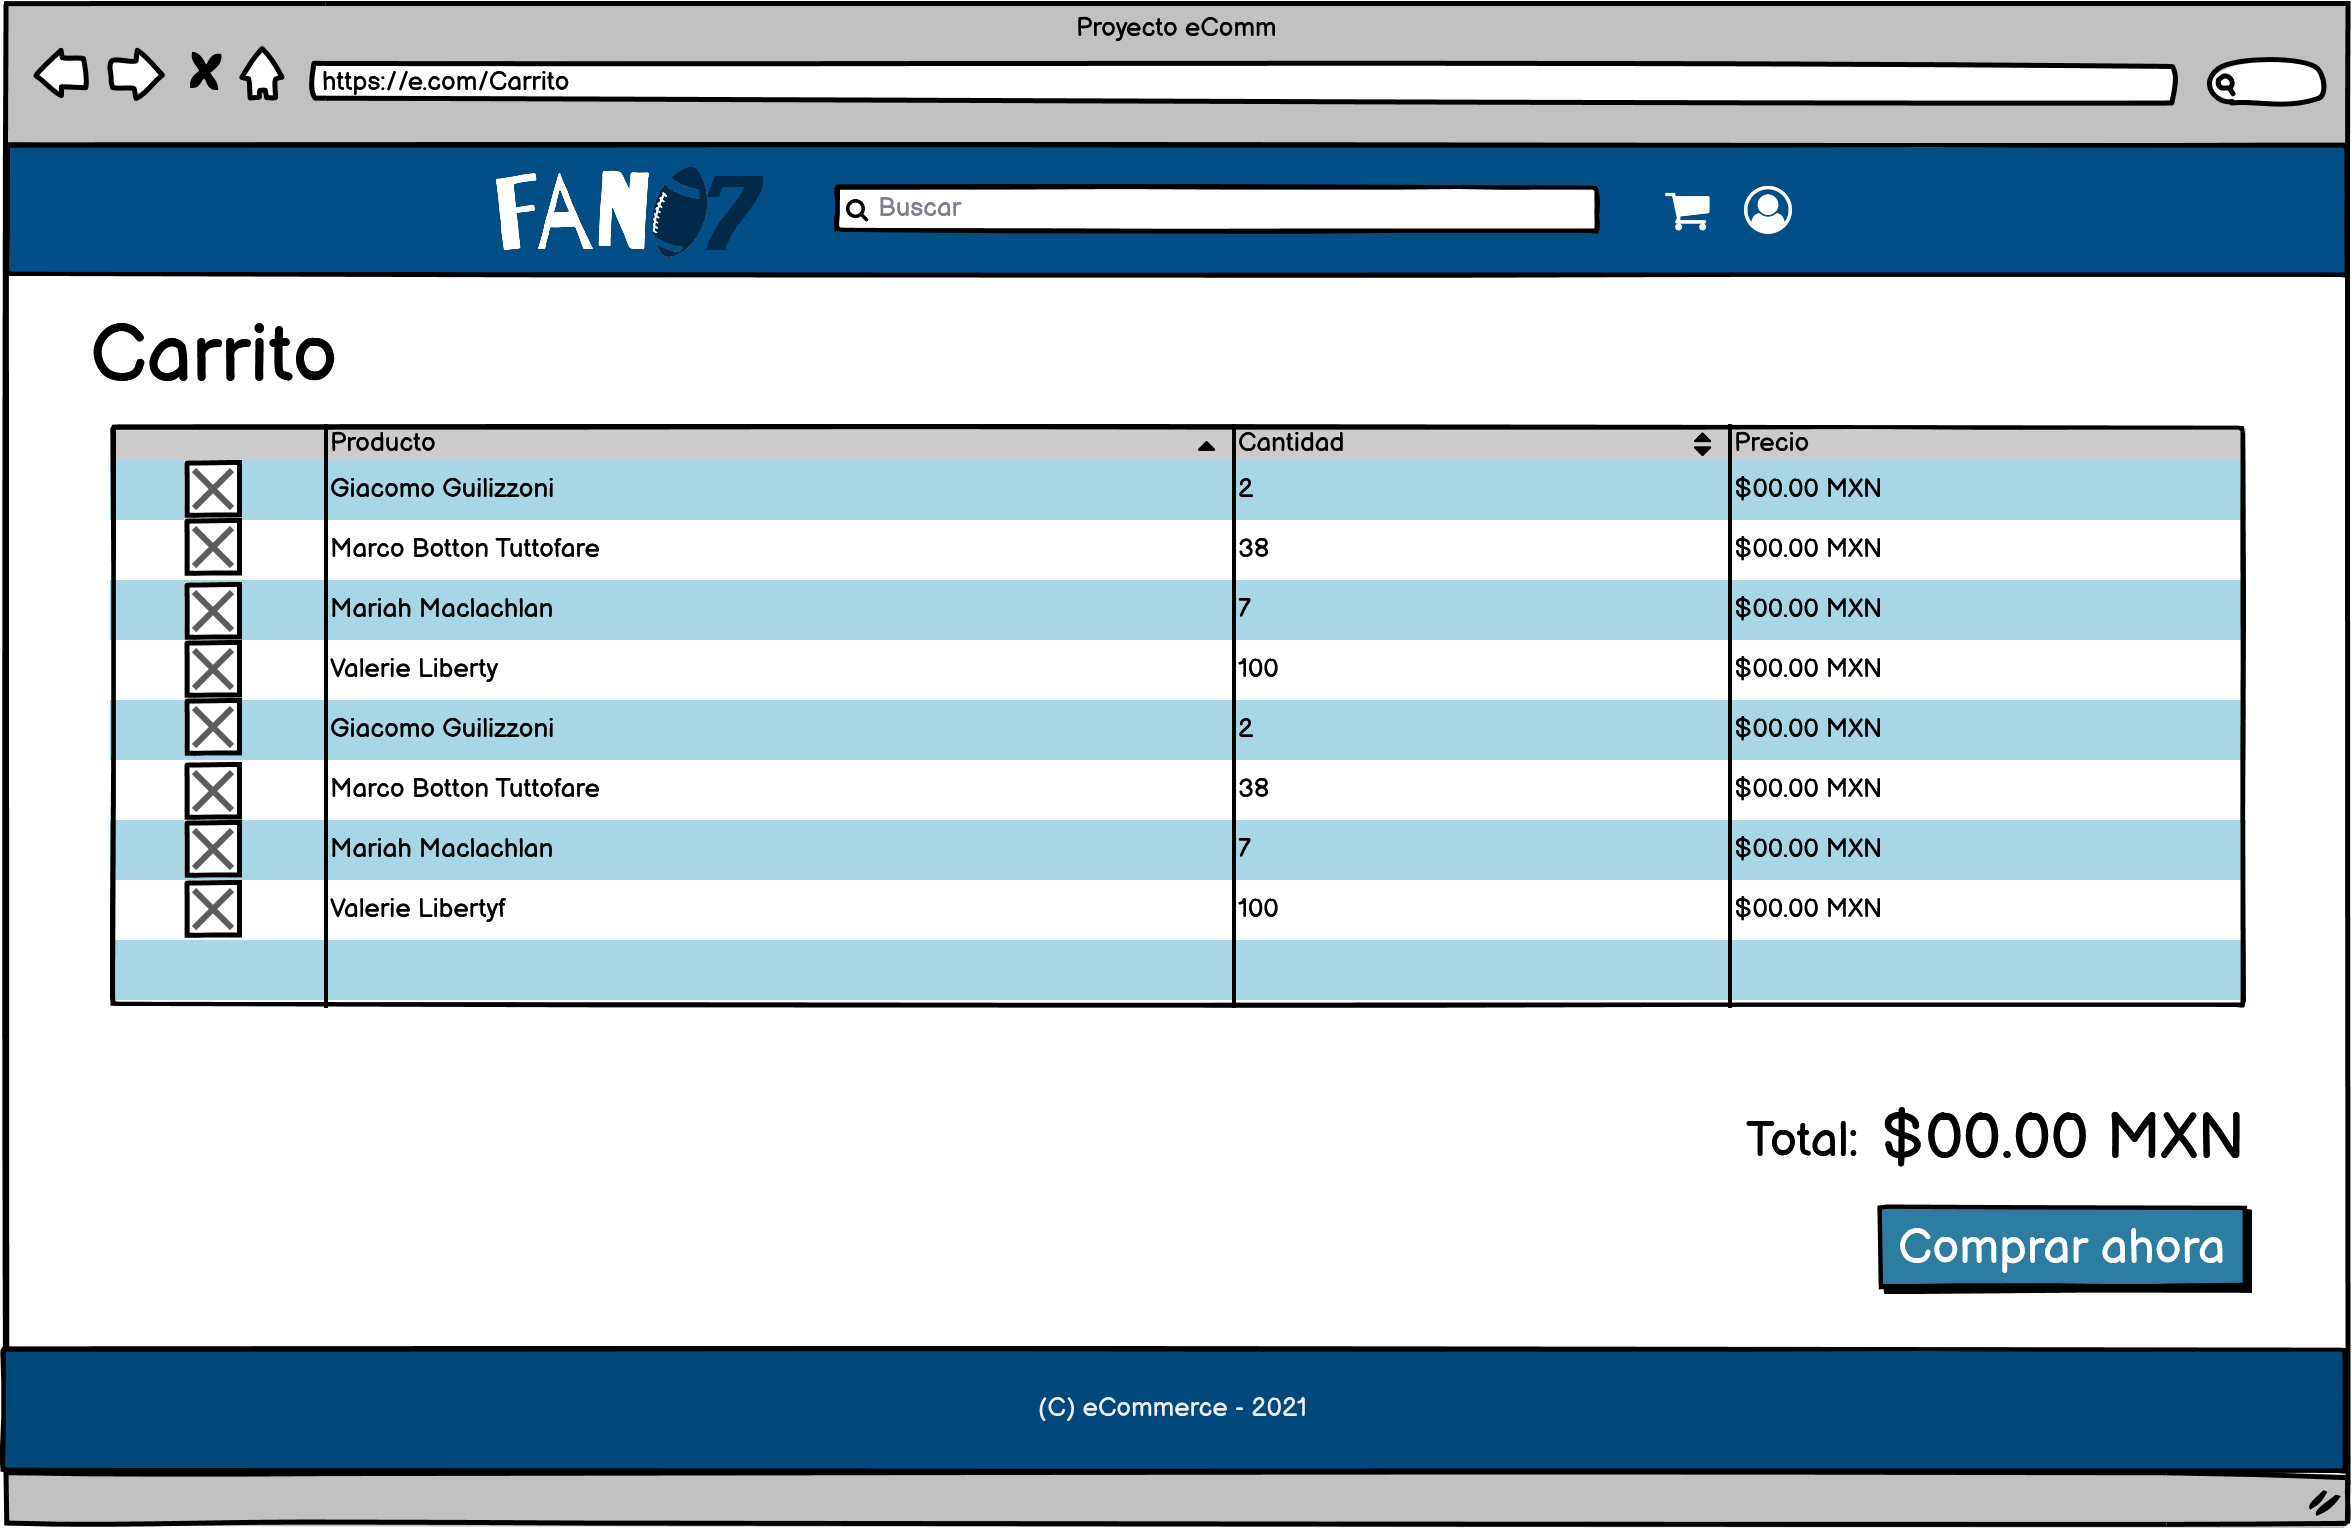 Proyecto eComm
https://e.com/Carrito
FAN 7
Buscar
Carrito
Producto Cantidad Precio
Giacomo Guilizzoni 2 $00.00 MXN
Marco Botton Tuttofare 38 $00.00 MXN
Mariah Maclachlan 7 $00.00 MXN
Valerie Liberty 100 $00.00 MXN
Giacomo Guilizzoni 2 $00.00 MXN
Marco Botton Tuttofare 38 $00.00 MXN
Mariah Maclachlan 7 $00.00 MXN
Valerie Libertyf 100 $00.00 MXN
Total: $00.00 MXN
Comprar ahora
(C) eCommerce - 2021